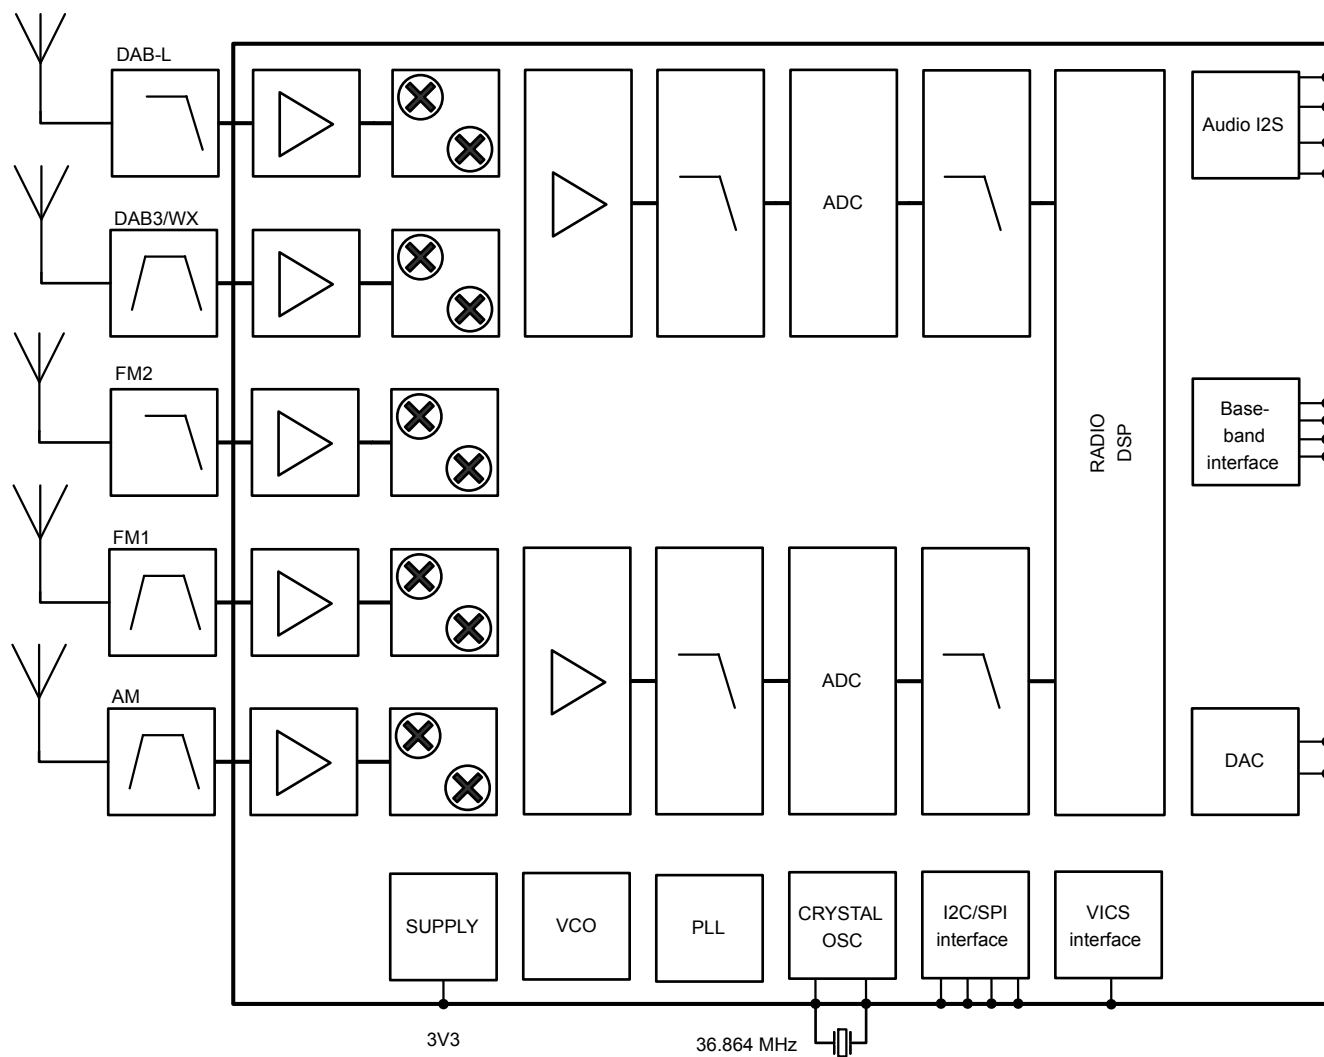 DAB-L
Audio I2S
DAB3/WX
ADC
FM2
Base-
band
interface
RADIO
DSP
FM1
ADC
AM
DAC
SUPPLY
VCO
PLL
CRYSTAL
OSC
I2C/SPI
interface
VICS
interface
3V3
36.864 MHz